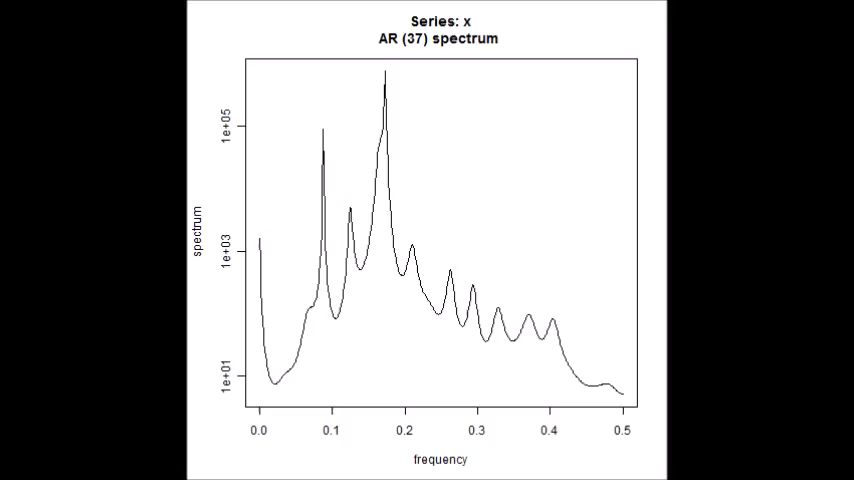 Series: x
AR (37) spectrum
spectrum
1e+05
1e+03
1e+01
0.0 0.1 0.2 0.3 0.4 0.5
frequency